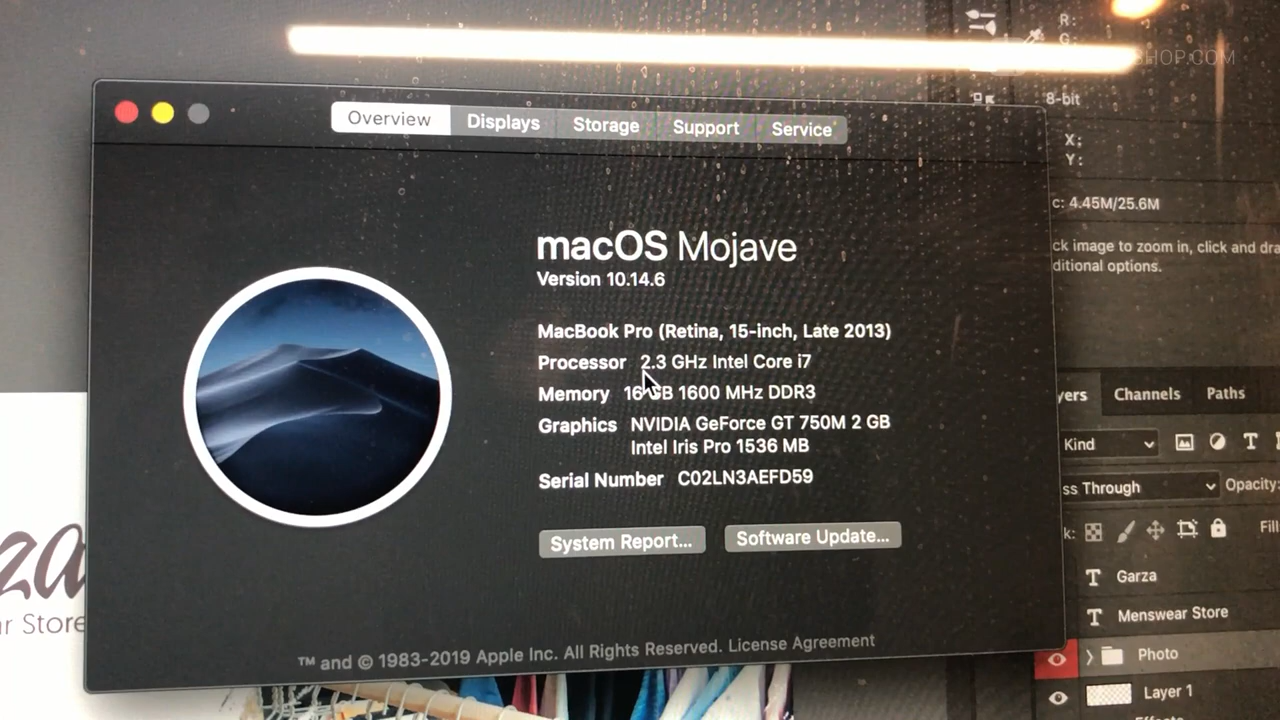 SHOP.COM
R:
G:
8-bit
X:
Y:
c: 4.45M/25.6M
ck image to zoom in, click and dra
ditional options.
Overview Displays Storage Support Service
macOS Mojave
Version 10.14.6
MacBook Pro (Retina, 15-inch, Late 2013)
Processor 2.3 GHz Intel Core i7
Memory 16 GB 1600 MHz DDR3
Graphics NVIDIA GeForce GT 750M 2 GB
Intel Iris Pro 1536 MB
Serial Number C02LN3AEFD59
System Report... Software Update...
™ and © 1983-2019 Apple Inc. All Rights Reserved. License Agreement
yers Channels Paths
Kind
ss Through Opacity:
k: Fill
T Garza
T Menswear Store
Photo
Layer 1
za
r Store